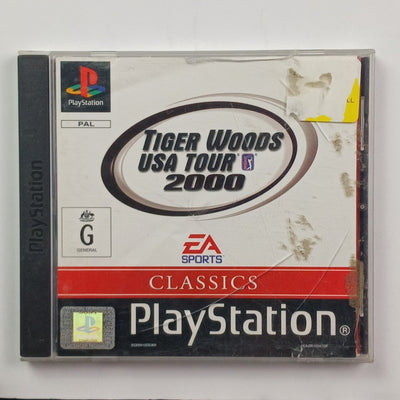 PlayStation
PAL
TIGER WOODS
USA TOUR
2000
G
GENERAL
EA
SPORTS
CLASSICS
PlayStation®
PlayStation